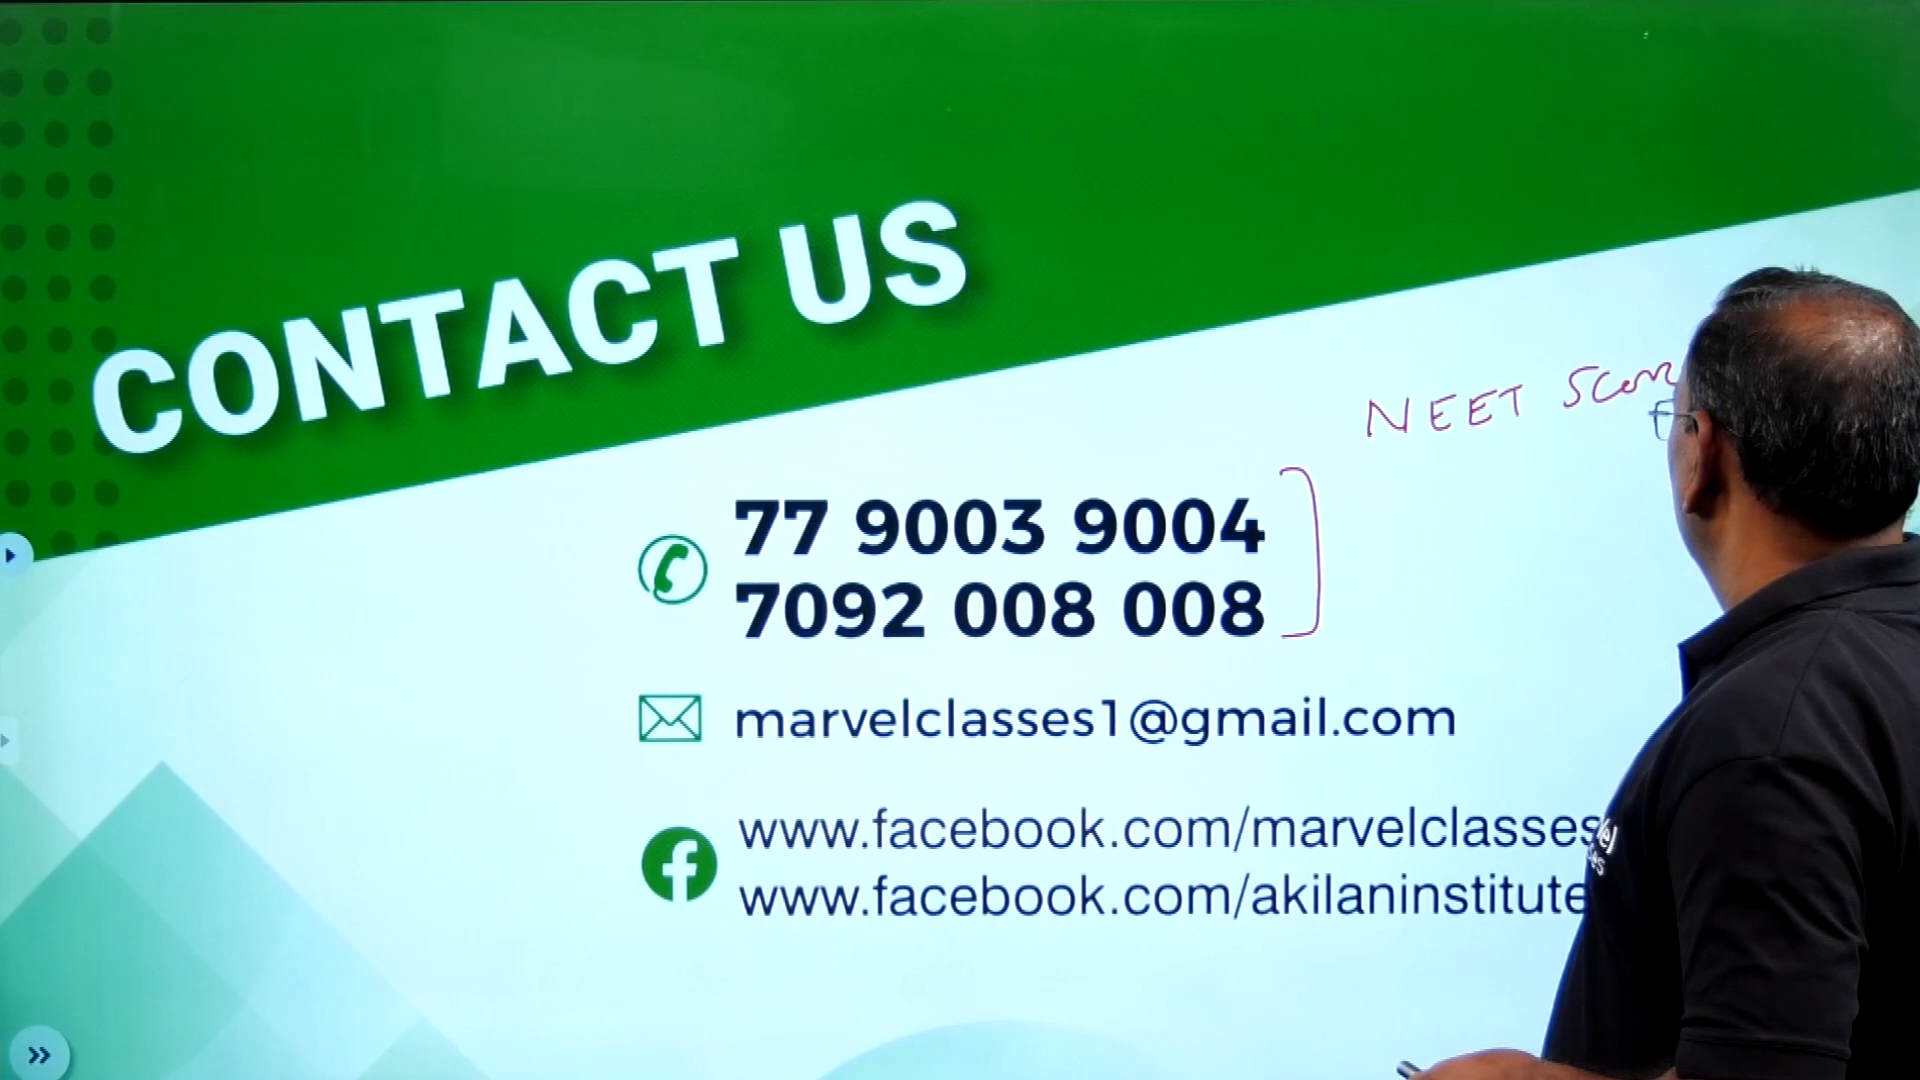 CONTACT US
NEET
77 9003 9004
7092 008 008
marvelclasses1@gmail.com
www.facebook.com/marvelclasses
www.facebook.com/akilaninstitute